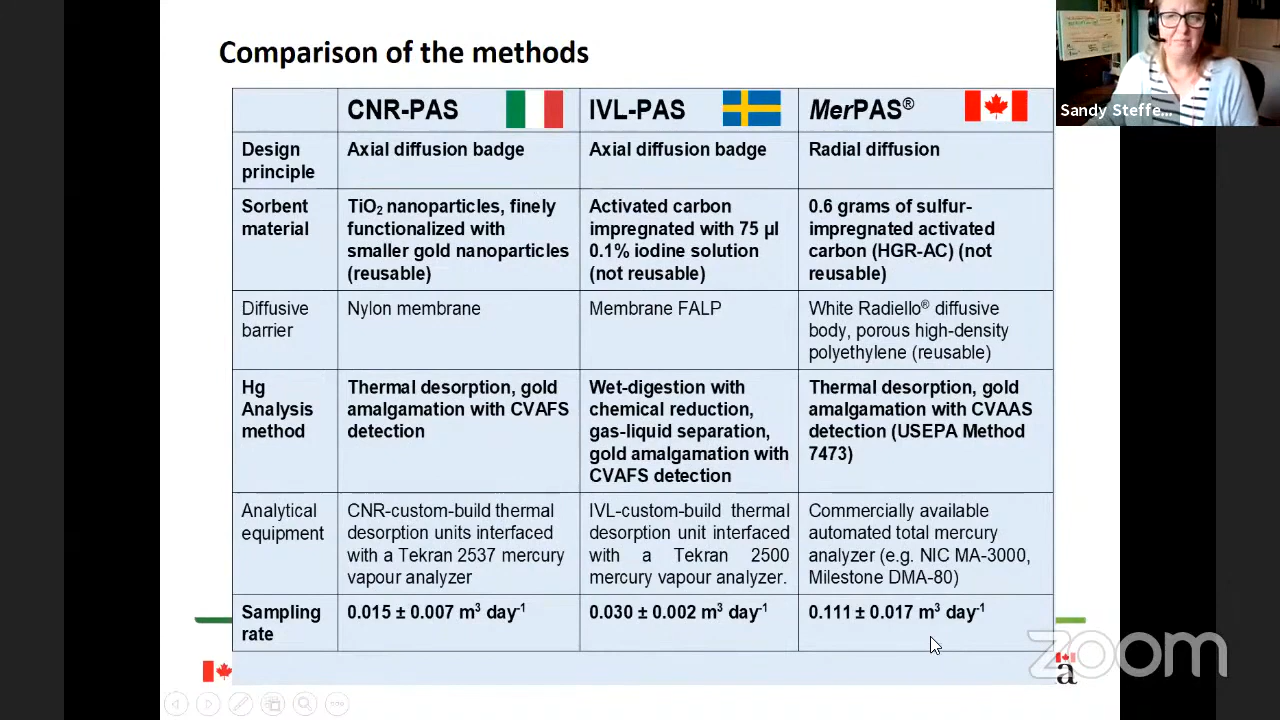 Comparison of the methods
Sandy Steffe...
CNR-PAS
IVL-PAS
MerPAS®
Design
principle
Axial diffusion badge
Axial diffusion badge
Radial diffusion
Sorbent
material
TiO₂ nanoparticles, finely
functionalized with
smaller gold nanoparticles
(reusable)
Activated carbon
impregnated with 75 µl
0.1% iodine solution
(not reusable)
0.6 grams of sulfur-
impregnated activated
carbon (HGR-AC) (not
reusable)
Diffusive
barrier
Nylon membrane
Membrane FALP
White Radiello® diffusive
body, porous high-density
polyethylene (reusable)
Hg
Analysis
method
Thermal desorption, gold
amalgamation with CVAFS
detection
Wet-digestion with
chemical reduction,
gas-liquid separation,
gold amalgamation with
CVAFS detection
Thermal desorption, gold
amalgamation with CVAAS
detection (USEPA Method
7473)
Analytical
equipment
CNR-custom-build thermal
desorption units interfaced
with a Tekran 2537 mercury
vapour analyzer
IVL-custom-build thermal
desorption unit interfaced
with a Tekran 2500
mercury vapour analyzer.
Commercially available
automated total mercury
analyzer (e.g. NIC MA-3000,
Milestone DMA-80)
Sampling
rate
0.015 ± 0.007 m³ day⁻¹
0.030 ± 0.002 m³ day⁻¹
0.111 ± 0.017 m³ day⁻¹
zoom
a